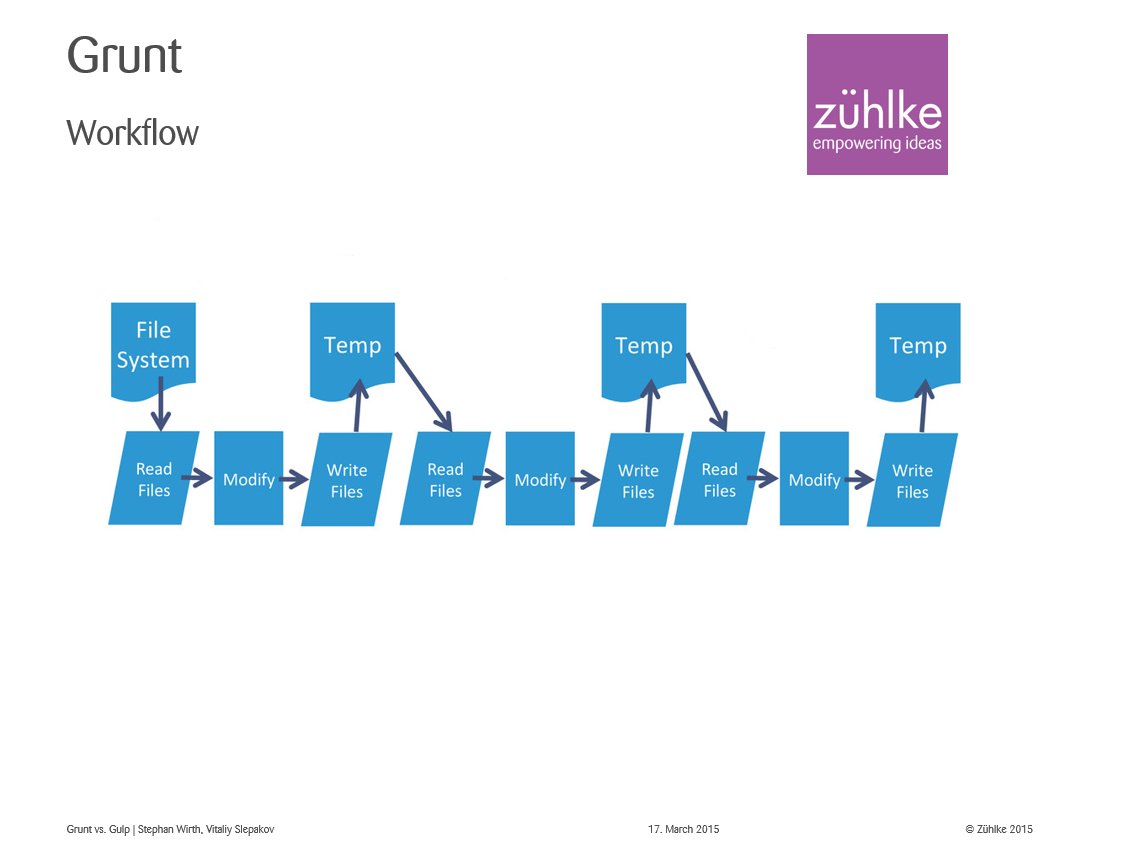 Grunt
Workflow
zühlke
empowering ideas
File
System
Temp
Temp
Temp
Read
Files
Modify
Write
Files
Read
Files
Modify
Write
Files
Read
Files
Modify
Write
Files
Grunt vs. Gulp | Stephan Wirth, Vitaliy Slepakov
17. March 2015
© Zühlke 2015